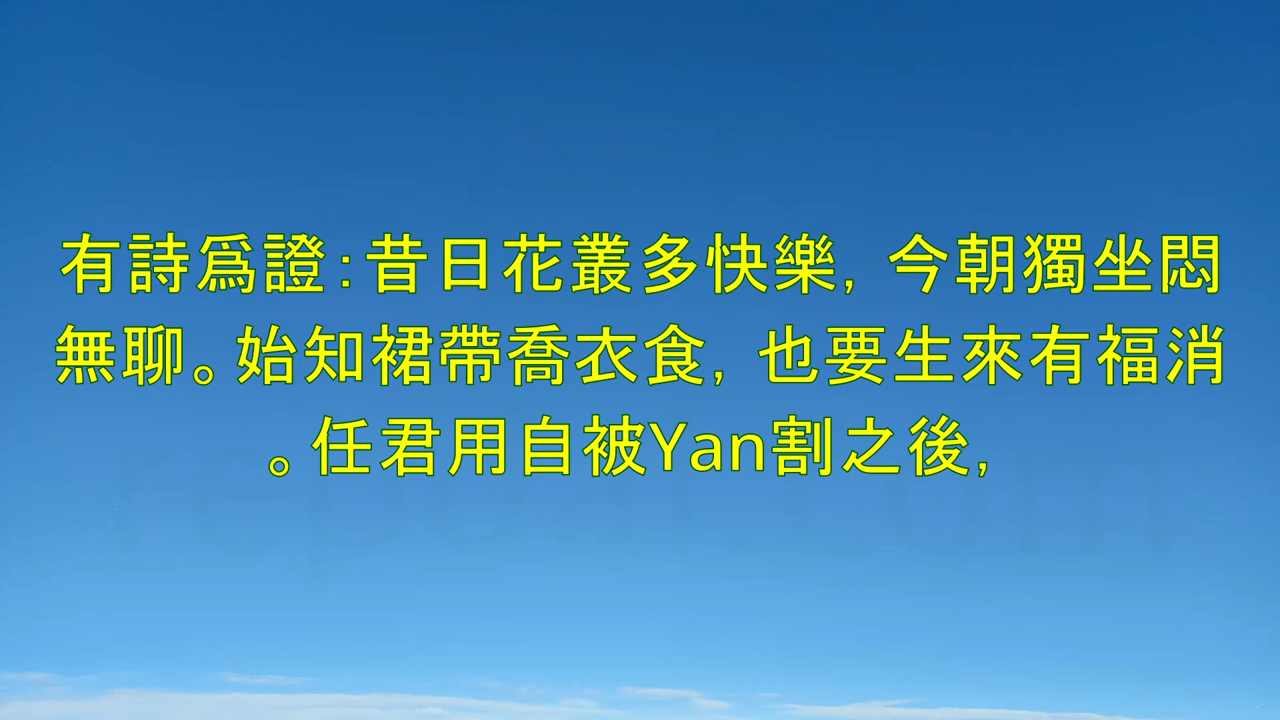 有詩爲證：昔日花叢多快樂，今朝獨坐悶
無聊。始知裙帶喬衣食，也要生來有福消
。任君用自被Yan割之後，